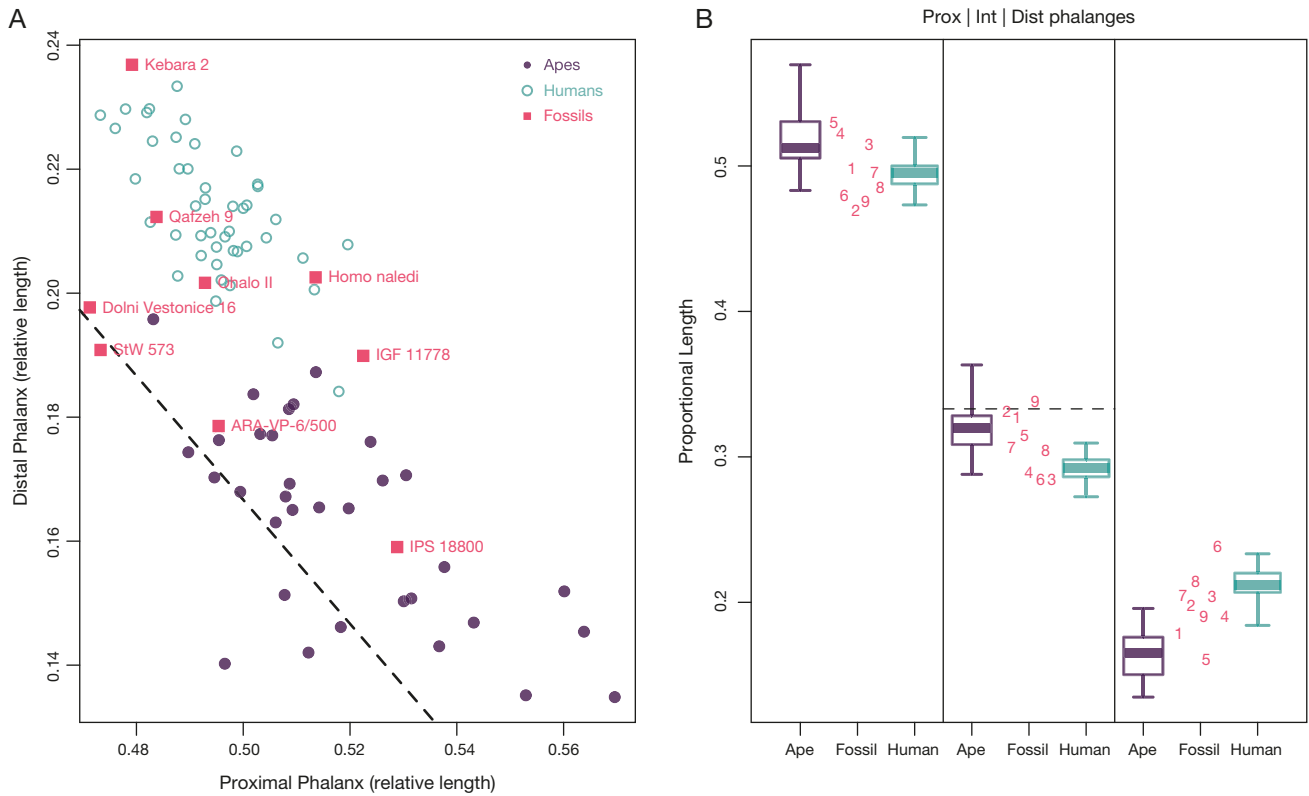 A
Distal Phalanx (relative length)
0.24
0.22
0.20
0.18
0.16
0.14
Kebara 2
Apes
Humans
Fossils
Qafzeh 9
Ohalo II
Homo naledi
Dolni Vestonice 16
StW 573
IGF 11778
ARA-VP-6/500
IPS 18800
0.48 0.50 0.52 0.54 0.56
Proximal Phalanx (relative length)
B
Prox | Int | Dist phalanges
Proportional Length
0.5
0.4
0.3
0.2
5
4
3
1 7
8
6 9
2
9
2 1
5
7 8
4
6 3
6
8
7 3
2
9 4
1
5
Ape Fossil Human Ape Fossil Human Ape Fossil Human